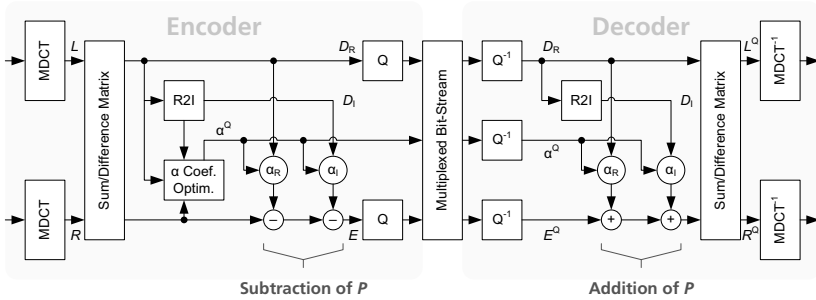 Encoder
Decoder
MDCT
L
Sum/Difference Matrix
D_R
Q
Multiplexed Bit-Stream
Q⁻¹
D_R
Sum/Difference Matrix
L^Q
MDCT⁻¹
R2I
D_I
R2I
D_I
α^Q
Q⁻¹
α^Q
α Coef.
Optim.
α_R
α_I
α_R
α_I
MDCT
R
−
−
E
Q
Q⁻¹
E^Q
+
+
R^Q
MDCT⁻¹
Subtraction of P
Addition of P